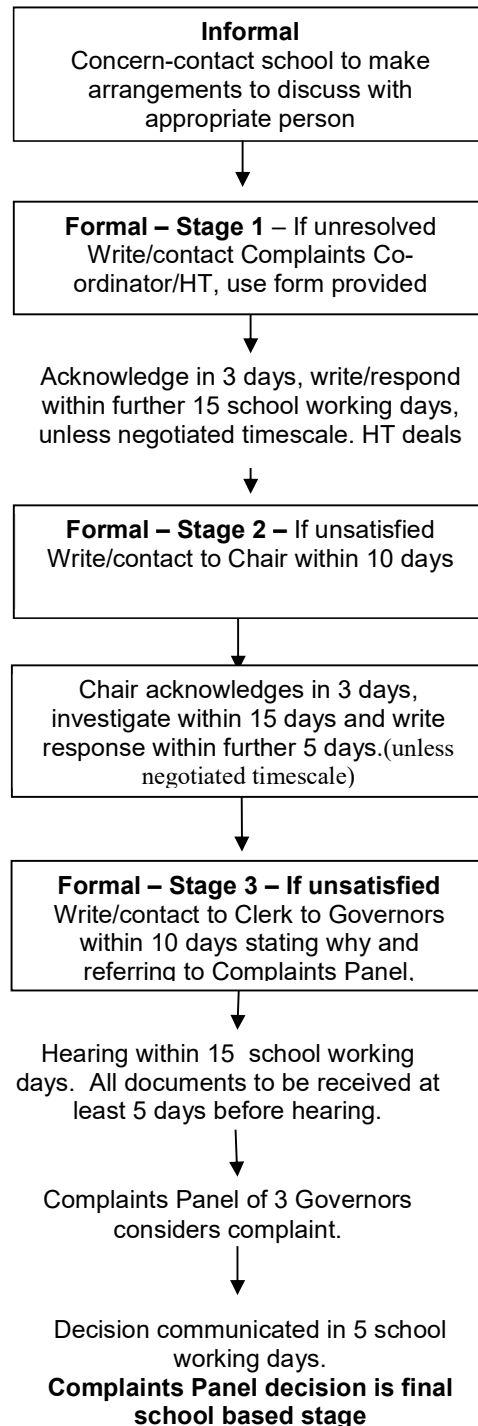 Informal
Concern-contact school to make
arrangements to discuss with
appropriate person
Formal – Stage 1 – If unresolved
Write/contact Complaints Co-
ordinator/HT, use form provided
Acknowledge in 3 days, write/respond
within further 15 school working days,
unless negotiated timescale. HT deals
Formal – Stage 2 – If unsatisfied
Write/contact to Chair within 10 days
Chair acknowledges in 3 days,
investigate within 15 days and write
response within further 5 days.(unless
negotiated timescale)
Formal – Stage 3 – If unsatisfied
Write/contact to Clerk to Governors
within 10 days stating why and
referring to Complaints Panel,
Hearing within 15 school working
days. All documents to be received at
least 5 days before hearing.
Complaints Panel of 3 Governors
considers complaint.
Decision communicated in 5 school
working days.
Complaints Panel decision is final
school based stage